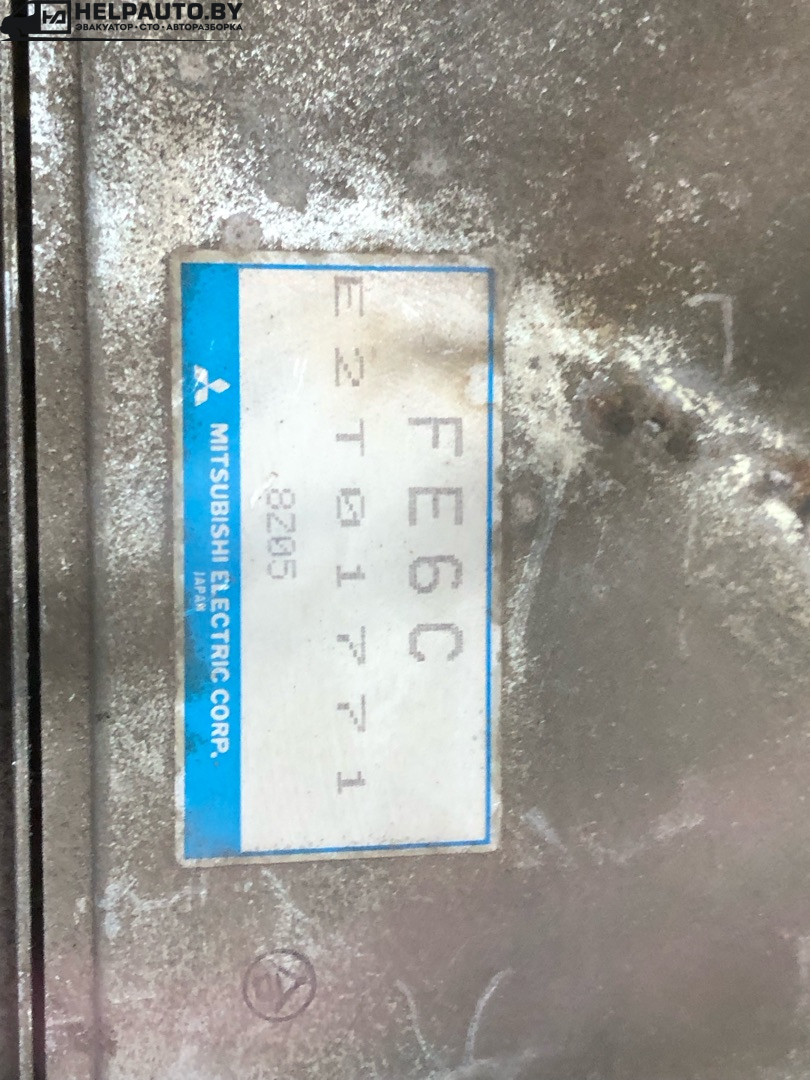 HELPAUTO.BY
ЭВАКУАТОР•СТО•АВТОРАЗБОРКА
FE6C
E2T01771
8205
MITSUBISHI ELECTRIC CORP.
JAPAN